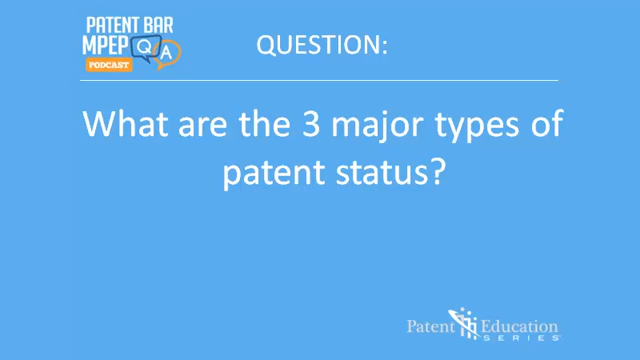 PATENT BAR
MPEP Q A
PODCAST
QUESTION:
What are the 3 major types of
patent status?
Patent Education
SERIES